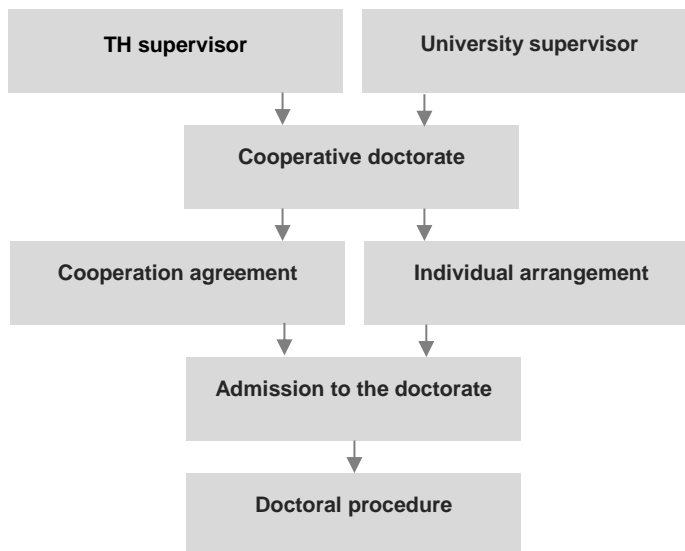 TH supervisor
University supervisor
Cooperative doctorate
Cooperation agreement
Individual arrangement
Admission to the doctorate
Doctoral procedure